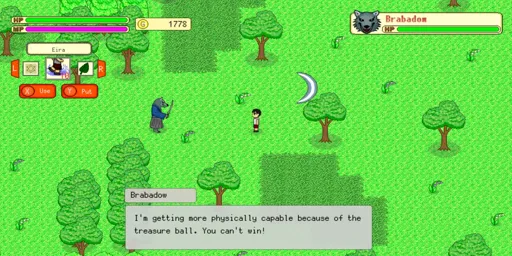 HP
MP
G 1778
Brabadom
HP
Eira
L R
X Use
Y Put
Brabadow
I'm getting more physically capable because of the
treasure ball. You can't win!